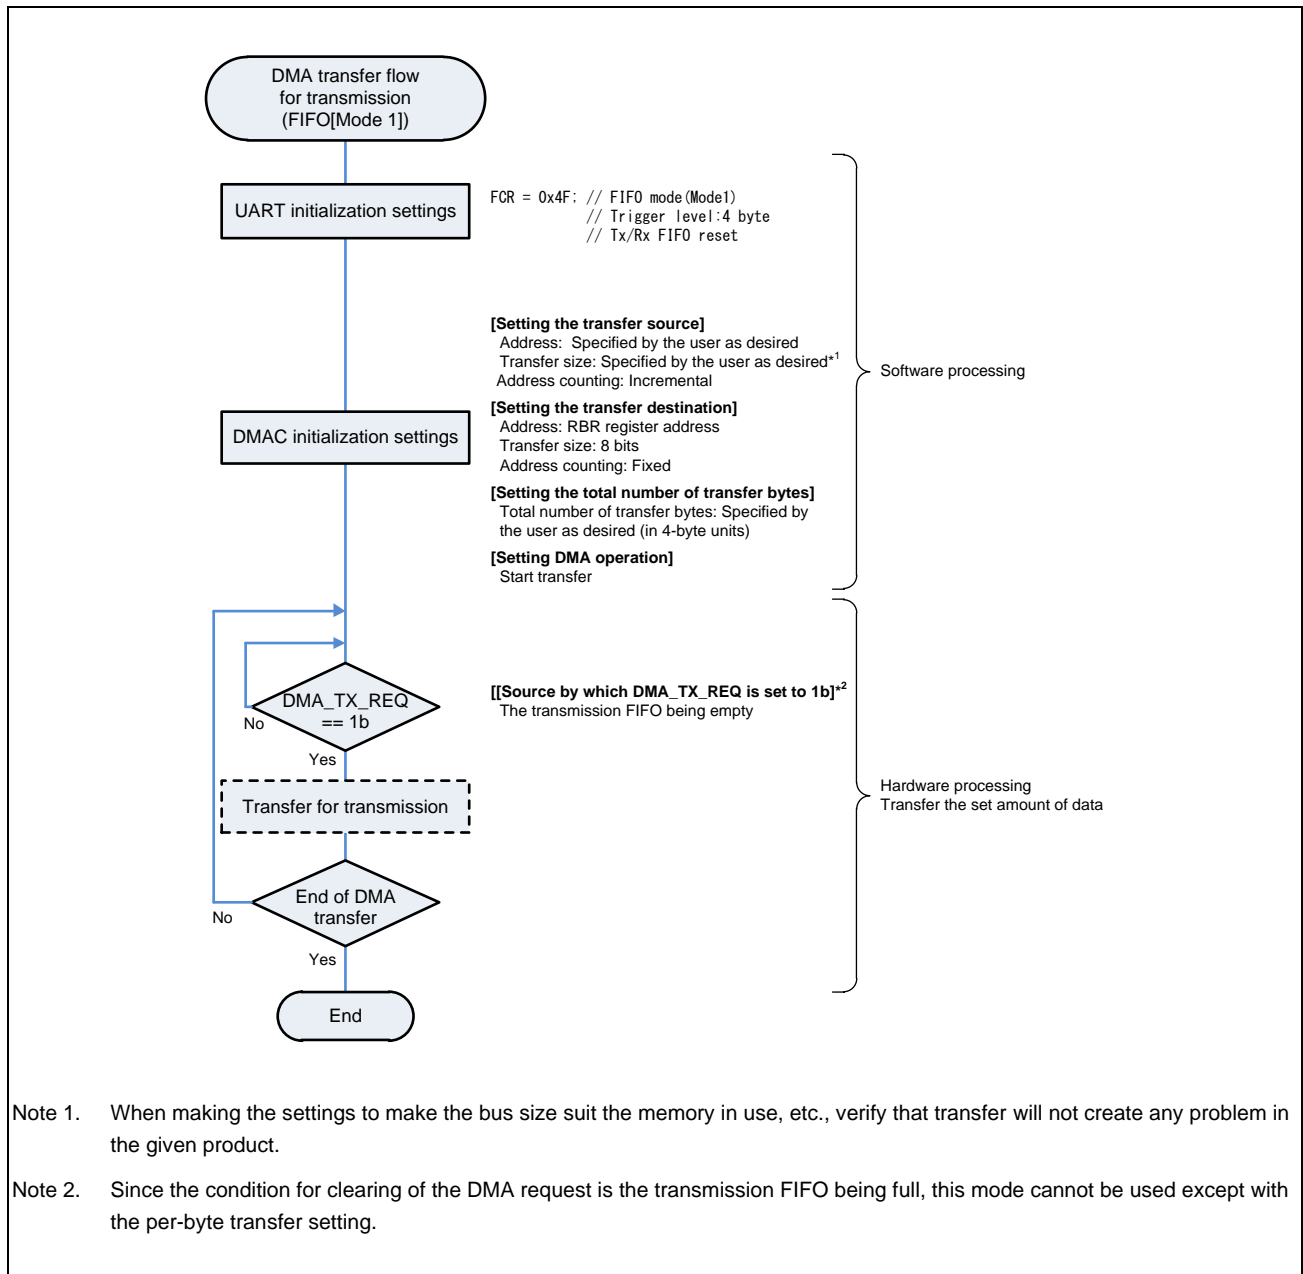 DMA transfer flow
for transmission
(FIFO[Mode 1])
UART initialization settings
FCR = 0x4F; // FIFO mode(Mode1)
// Trigger level:4 byte
// Tx/Rx FIFO reset
[Setting the transfer source]
Address:  Specified by the user as desired
Transfer size: Specified by the user as desired*1
Address counting: Incremental
Software processing
[Setting the transfer destination]
Address: RBR register address
Transfer size: 8 bits
Address counting: Fixed
DMAC initialization settings
[Setting the total number of transfer bytes]
Total number of transfer bytes: Specified by
the user as desired (in 4-byte units)
[Setting DMA operation]
Start transfer
DMA_TX_REQ
== 1b
No
Yes
[[Source by which DMA_TX_REQ is set to 1b]*2
The transmission FIFO being empty
Transfer for transmission
Hardware processing
Transfer the set amount of data
End of DMA
transfer
No
Yes
End
Note 1. When making the settings to make the bus size suit the memory in use, etc., verify that transfer will not create any problem in
the given product.
Note 2. Since the condition for clearing of the DMA request is the transmission FIFO being full, this mode cannot be used except with
the per-byte transfer setting.